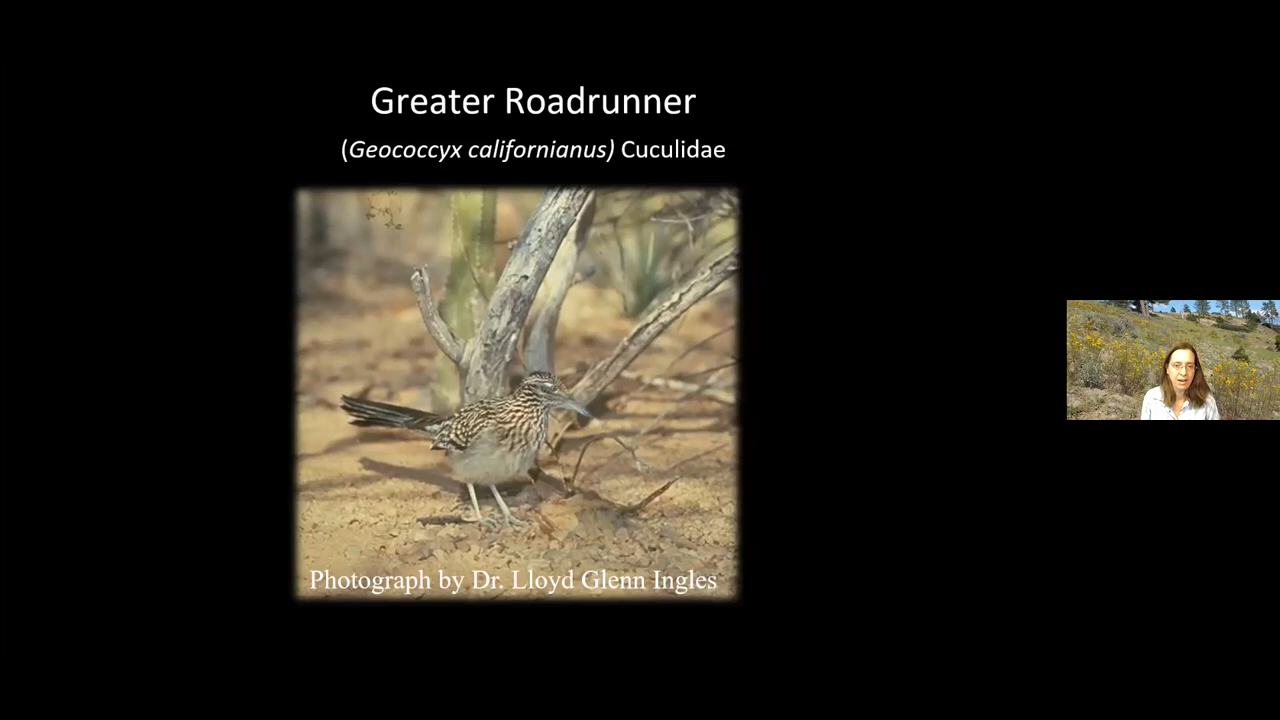 Greater Roadrunner
(Geococcyx californianus) Cuculidae
Photograph by Dr. Lloyd Glenn Ingles